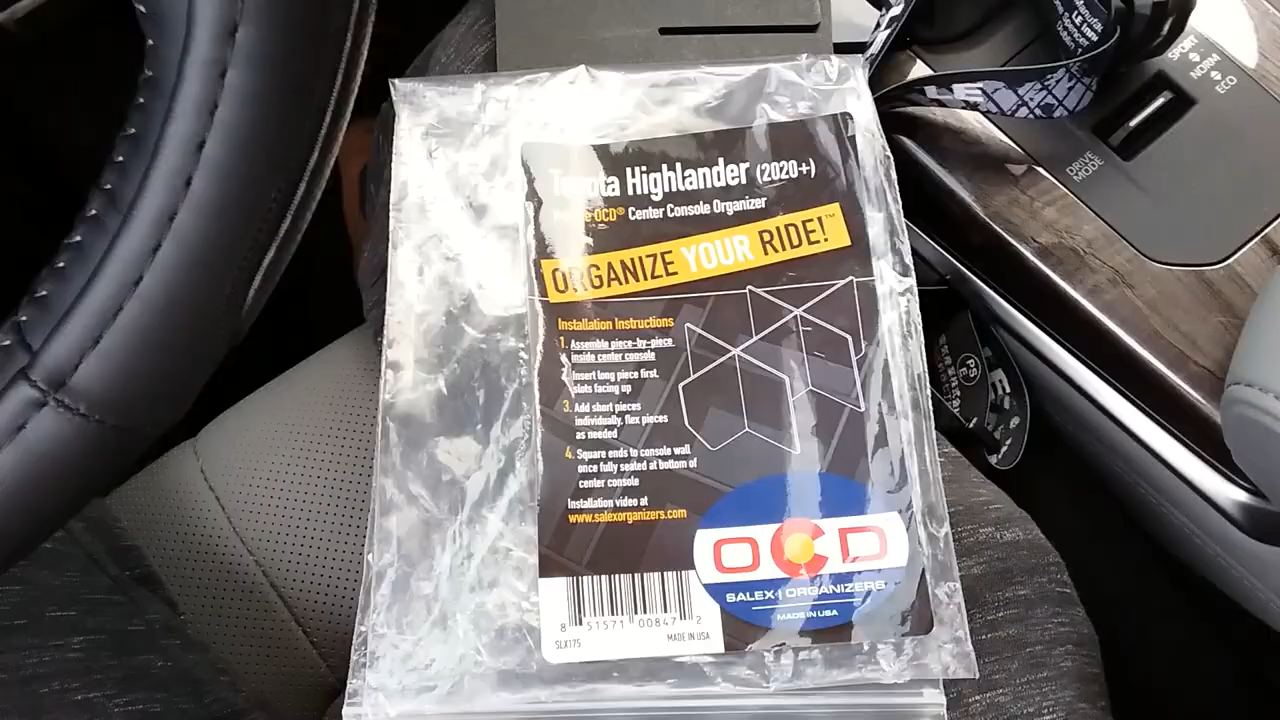 Toyota Highlander (2020+)
OCD® Center Console Organizer
ORGANIZE YOUR RIDE!™
Installation Instructions
1. Assemble piece-by-piece
inside center console
2. Insert long piece first,
slots facing up
3. Add short pieces
individually, flex pieces
as needed
4. Square ends to console wall
once fully seated at bottom of
center console
Installation video at
www.salexorganizers.com
OCD
SALEX | ORGANIZERS
MADE IN USA
8 51571 00847 2
SLX175
MADE IN USA
SPORT
NORM
ECO
DRIVE
MODE
LE
PS
E